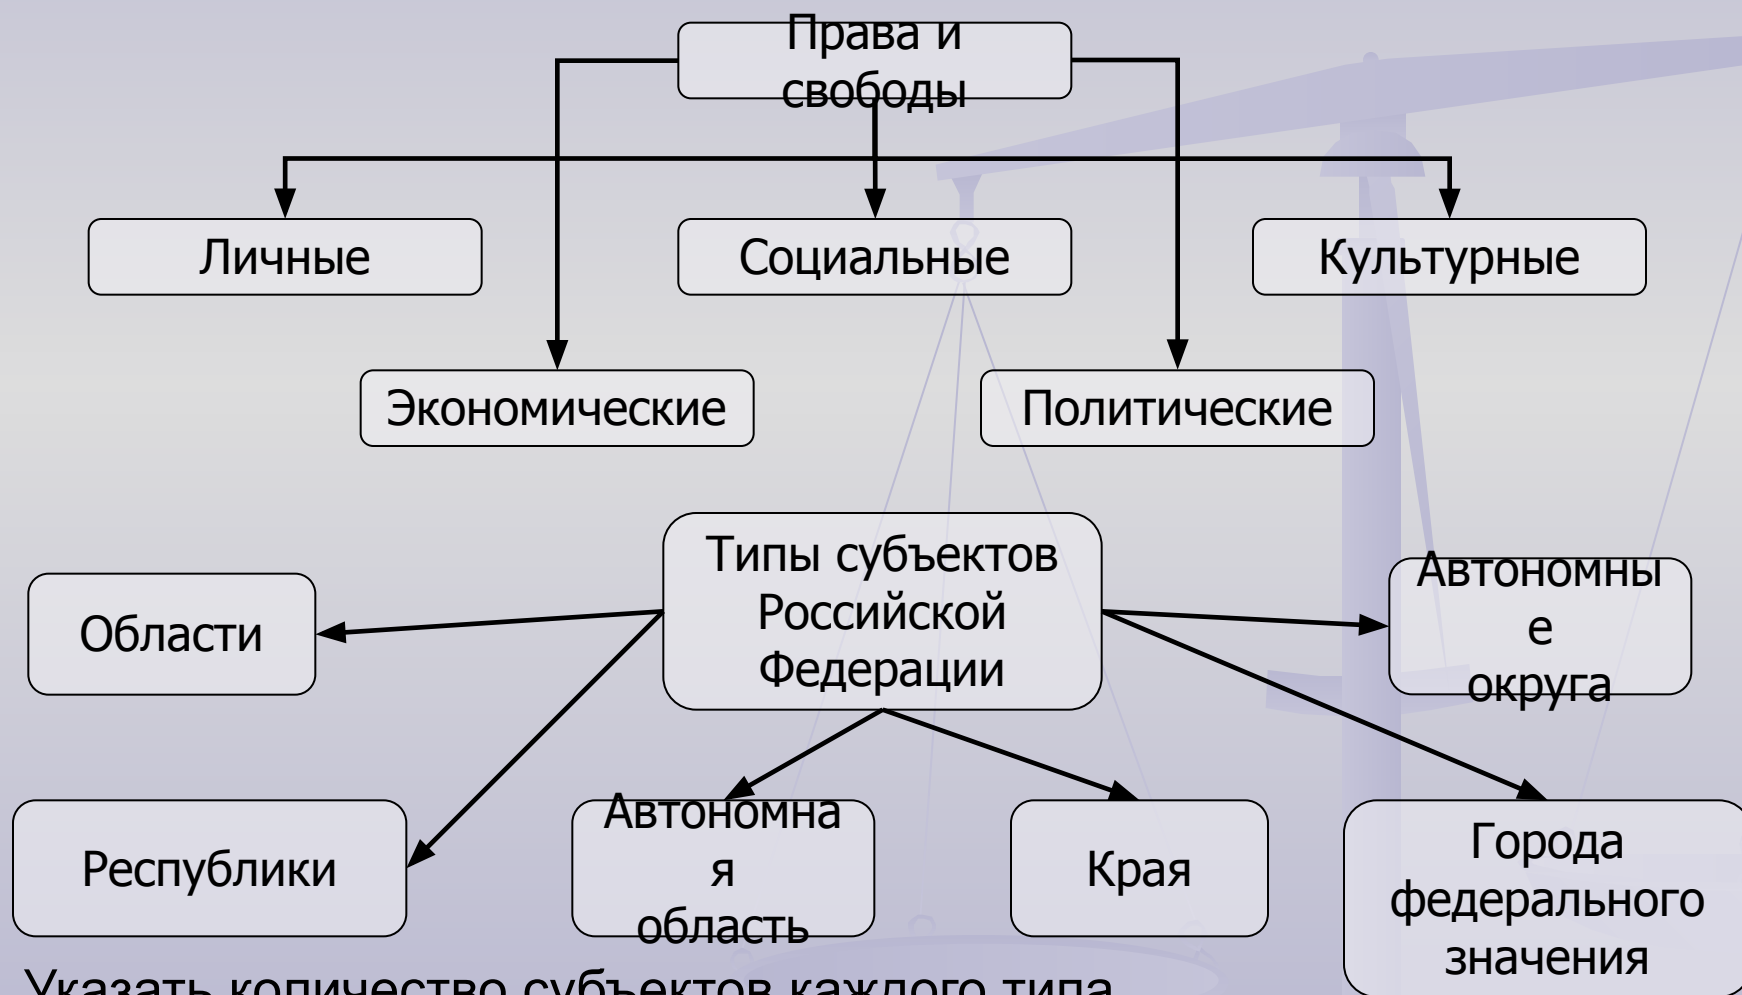 Права и
свободы
Личные
Социальные
Культурные
Экономические
Политические
Типы субъектов
Российской
Федерации
Области
Автономны
е
округа
Республики
Автономна
я
область
Края
Города
федерального
значения
Указать количество субъектов каждого типа